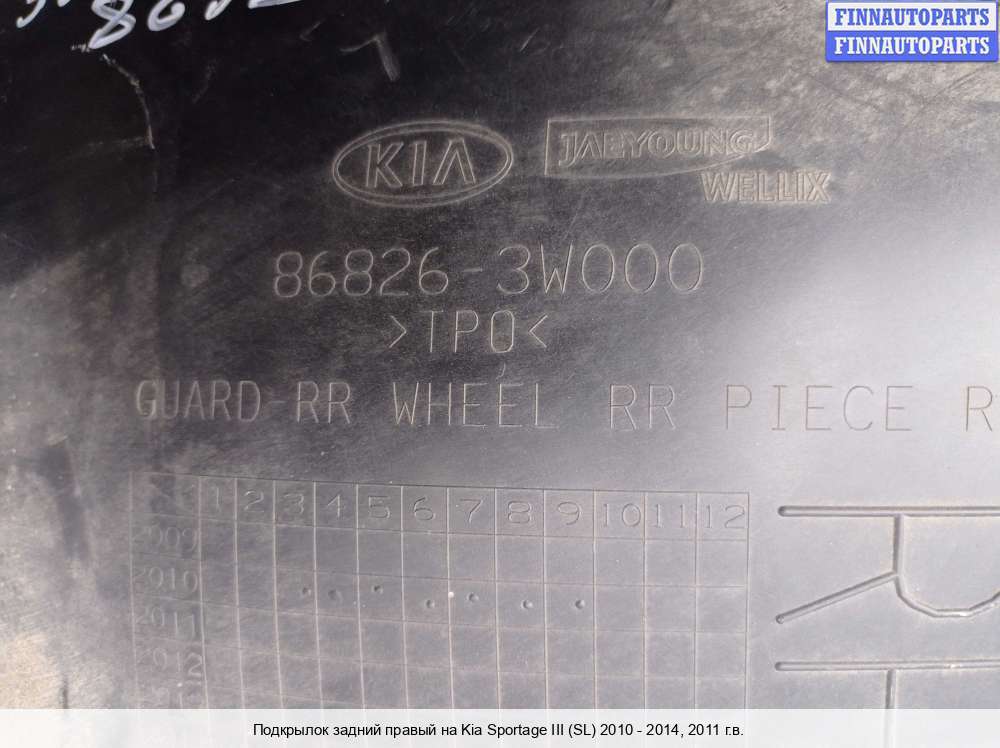 FINNAUTOPARTS
FINNAUTOPARTS
KIA
JAEYOUNG
WELLIX
86826-3W000
>TPO<
GUARD-RR WHEEL RR PIECE R
1 2 3 4 5 6 7 8 9 10 11 12
2009
2010
2011
2012
Подкрылок задний правый на Kia Sportage III (SL) 2010 - 2014, 2011 г.в.